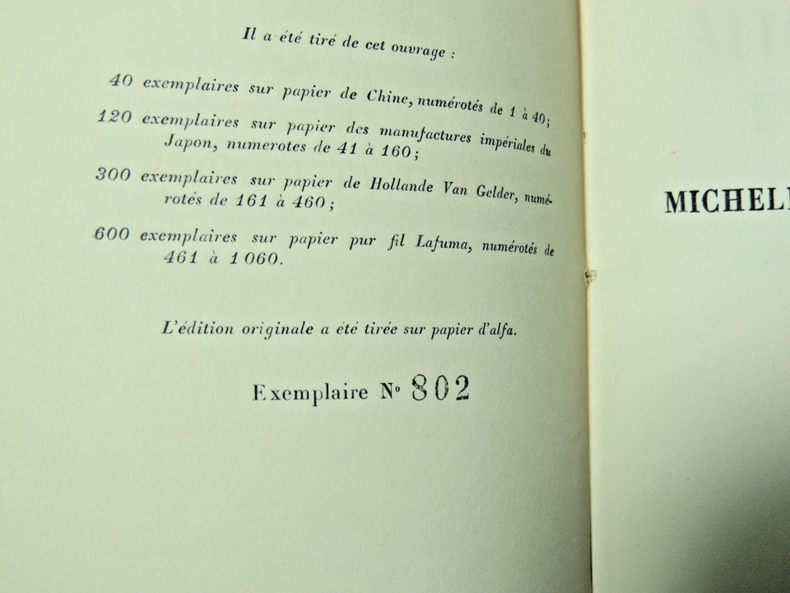 Il a été tiré de cet ouvrage :
40 exemplaires sur papier de Chine, numérotés de 1 à 40;
120 exemplaires sur papier des manufactures impériales du
Japon, numerotes de 41 à 160;
300 exemplaires sur papier de Hollande Van Gelder, numé-
rotés de 161 à 460;
600 exemplaires sur papier pur fil Lafuma, numérotés de
461 à 1060.
L'édition originale a été tirée sur papier d'alfa.
Exemplaire N° 802
MICHEL